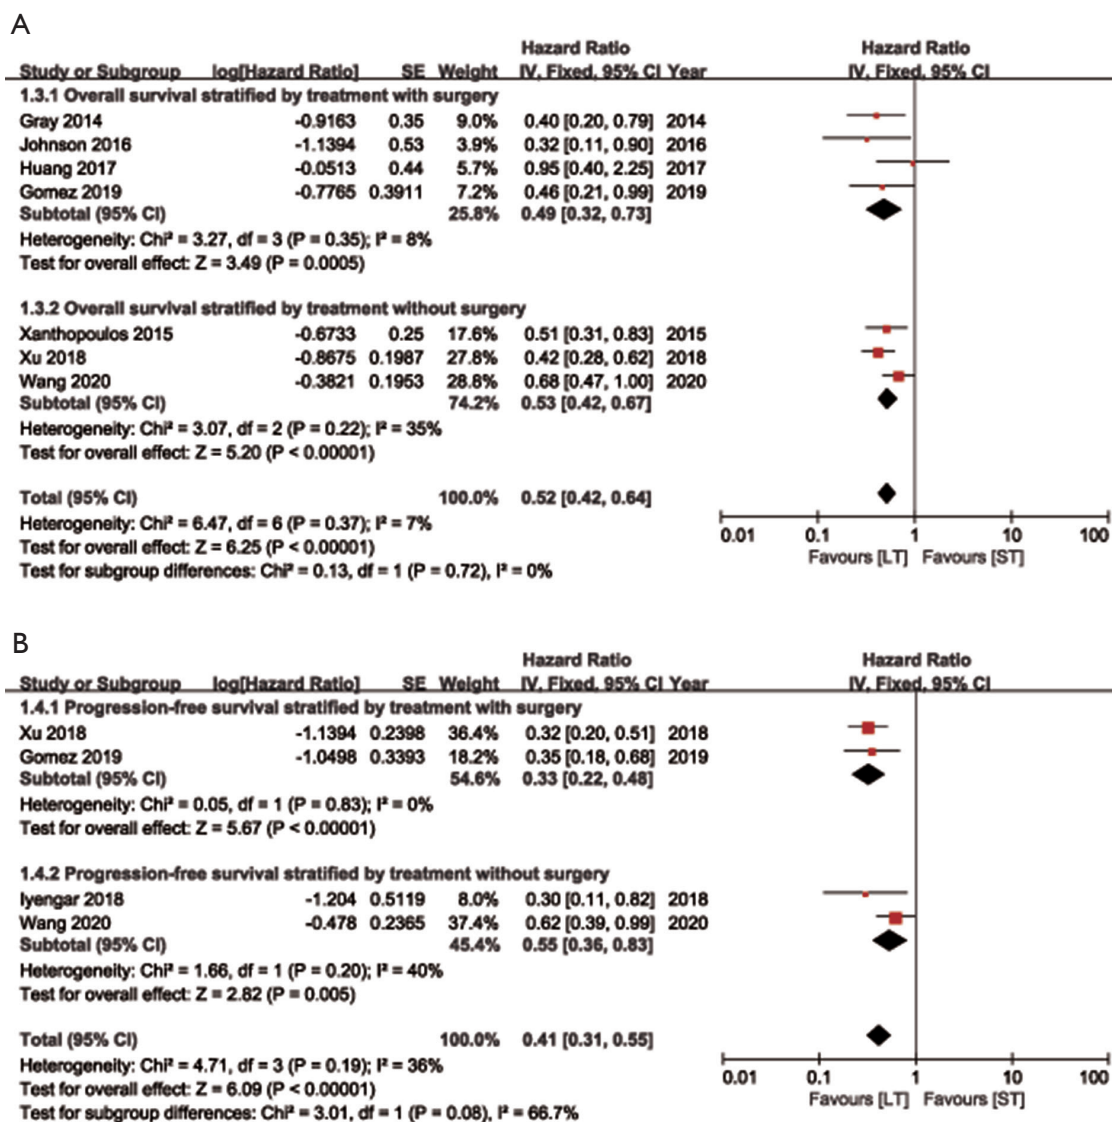 A
Hazard Ratio Hazard Ratio
Study or Subgroup log[Hazard Ratio] SE Weight IV, Fixed, 95% CI Year IV, Fixed, 95% CI
1.3.1 Overall survival stratified by treatment with surgery
Gray 2014 -0.9163 0.35 9.0% 0.40 [0.20, 0.79] 2014
Johnson 2016 -1.1394 0.53 3.9% 0.32 [0.11, 0.90] 2016
Huang 2017 -0.0513 0.44 5.7% 0.95 [0.40, 2.25] 2017
Gomez 2019 -0.7765 0.3911 7.2% 0.46 [0.21, 0.99] 2019
Subtotal (95% CI) 25.8% 0.49 [0.32, 0.73]
Heterogeneity: Chi² = 3.27, df = 3 (P = 0.35); I² = 8%
Test for overall effect: Z = 3.49 (P = 0.0005)
1.3.2 Overall survival stratified by treatment without surgery
Xanthopoulos 2015 -0.6733 0.25 17.6% 0.51 [0.31, 0.83] 2015
Xu 2018 -0.8675 0.1987 27.8% 0.42 [0.28, 0.62] 2018
Wang 2020 -0.3821 0.1953 28.8% 0.68 [0.47, 1.00] 2020
Subtotal (95% CI) 74.2% 0.53 [0.42, 0.67]
Heterogeneity: Chi² = 3.07, df = 2 (P = 0.22); I² = 35%
Test for overall effect: Z = 5.20 (P < 0.00001)
Total (95% CI) 100.0% 0.52 [0.42, 0.64]
Heterogeneity: Chi² = 6.47, df = 6 (P = 0.37); I² = 7%
Test for overall effect: Z = 6.25 (P < 0.00001)
Test for subgroup differences: Chi² = 0.13, df = 1 (P = 0.72), I² = 0%
0.01 0.1 1 10 100
Favours [LT] Favours [ST]
B
Hazard Ratio Hazard Ratio
Study or Subgroup log[Hazard Ratio] SE Weight IV, Fixed, 95% CI Year IV, Fixed, 95% CI
1.4.1 Progression-free survival stratified by treatment with surgery
Xu 2018 -1.1394 0.2398 36.4% 0.32 [0.20, 0.51] 2018
Gomez 2019 -1.0498 0.3393 18.2% 0.35 [0.18, 0.68] 2019
Subtotal (95% CI) 54.6% 0.33 [0.22, 0.48]
Heterogeneity: Chi² = 0.05, df = 1 (P = 0.83); I² = 0%
Test for overall effect: Z = 5.67 (P < 0.00001)
1.4.2 Progression-free survival stratified by treatment without surgery
Iyengar 2018 -1.204 0.5119 8.0% 0.30 [0.11, 0.82] 2018
Wang 2020 -0.478 0.2365 37.4% 0.62 [0.39, 0.99] 2020
Subtotal (95% CI) 45.4% 0.55 [0.36, 0.83]
Heterogeneity: Chi² = 1.66, df = 1 (P = 0.20); I² = 40%
Test for overall effect: Z = 2.82 (P = 0.005)
Total (95% CI) 100.0% 0.41 [0.31, 0.55]
Heterogeneity: Chi² = 4.71, df = 3 (P = 0.19); I² = 36%
Test for overall effect: Z = 6.09 (P < 0.00001)
Test for subgroup differences: Chi² = 3.01, df = 1 (P = 0.08), I² = 66.7%
0.01 0.1 1 10 100
Favours [LT] Favours [ST]